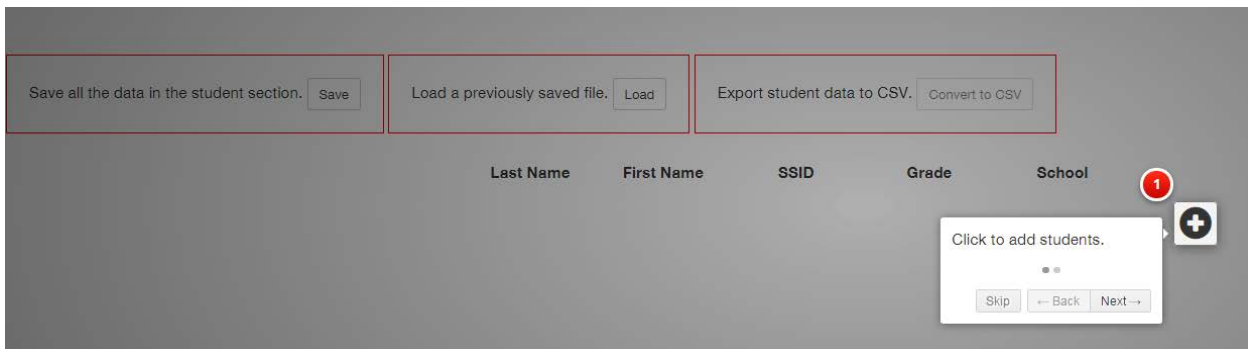 Save all the data in the student section. Save
Load a previously saved file. Load
Export student data to CSV. Convert to CSV
Last Name First Name SSID Grade School
1
Click to add students.
Skip ← Back Next →